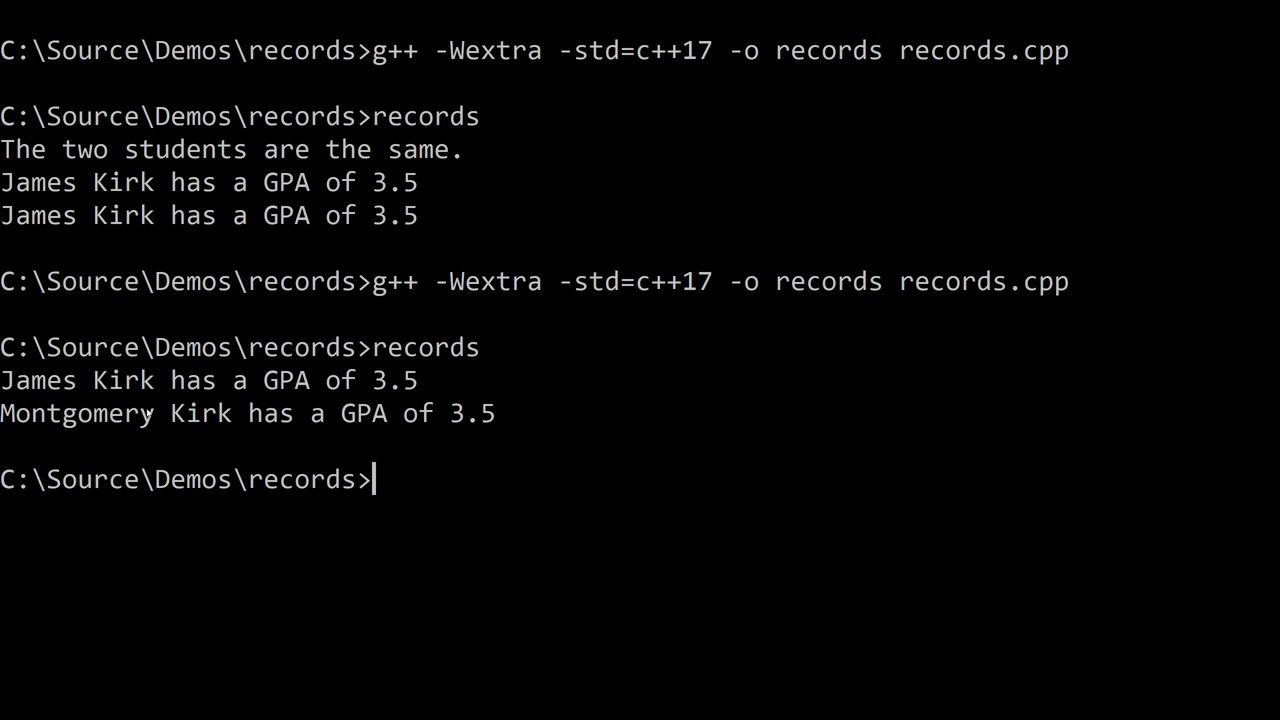 C:\Source\Demos\records>g++ -Wextra -std=c++17 -o records records.cpp
C:\Source\Demos\records>records
The two students are the same.
James Kirk has a GPA of 3.5
James Kirk has a GPA of 3.5
C:\Source\Demos\records>g++ -Wextra -std=c++17 -o records records.cpp
C:\Source\Demos\records>records
James Kirk has a GPA of 3.5
Montgomery Kirk has a GPA of 3.5
C:\Source\Demos\records>